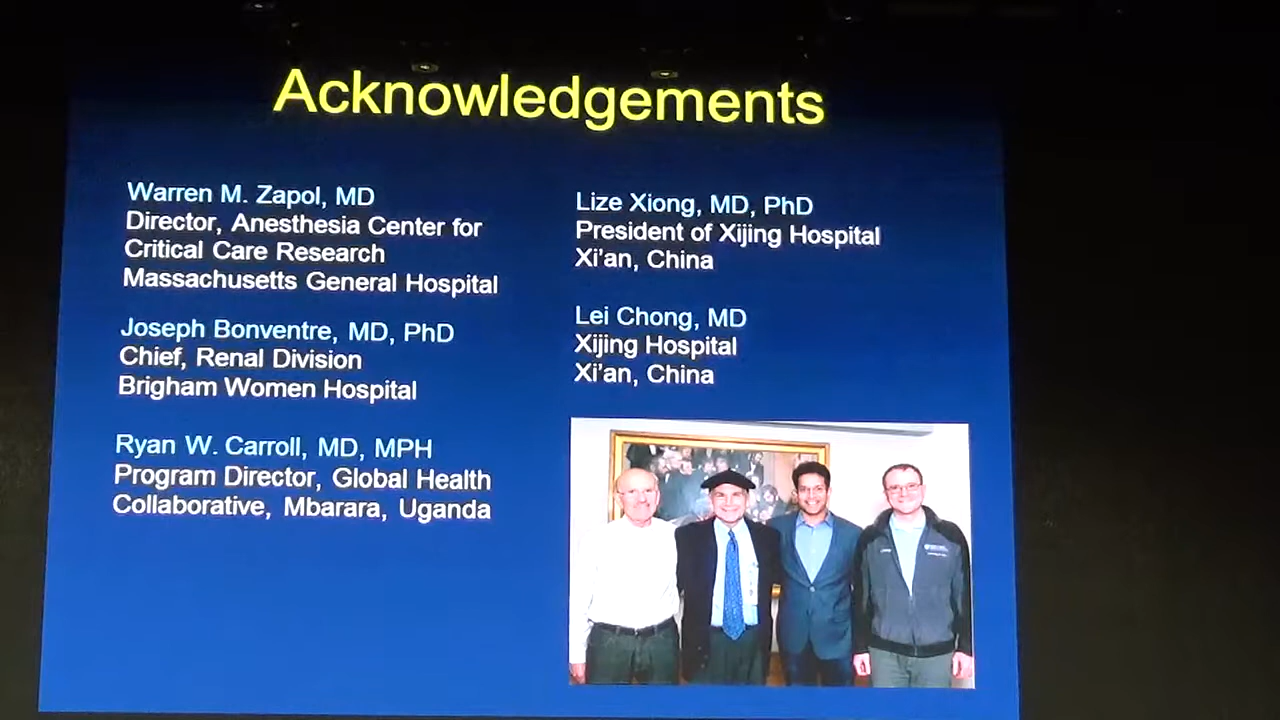 Acknowledgements
Warren M. Zapol, MD
Director, Anesthesia Center for
Critical Care Research
Massachusetts General Hospital
Joseph Bonventre, MD, PhD
Chief, Renal Division
Brigham Women Hospital
Ryan W. Carroll, MD, MPH
Program Director, Global Health
Collaborative, Mbarara, Uganda
Lize Xiong, MD, PhD
President of Xijing Hospital
Xi’an, China
Lei Chong, MD
Xijing Hospital
Xi’an, China